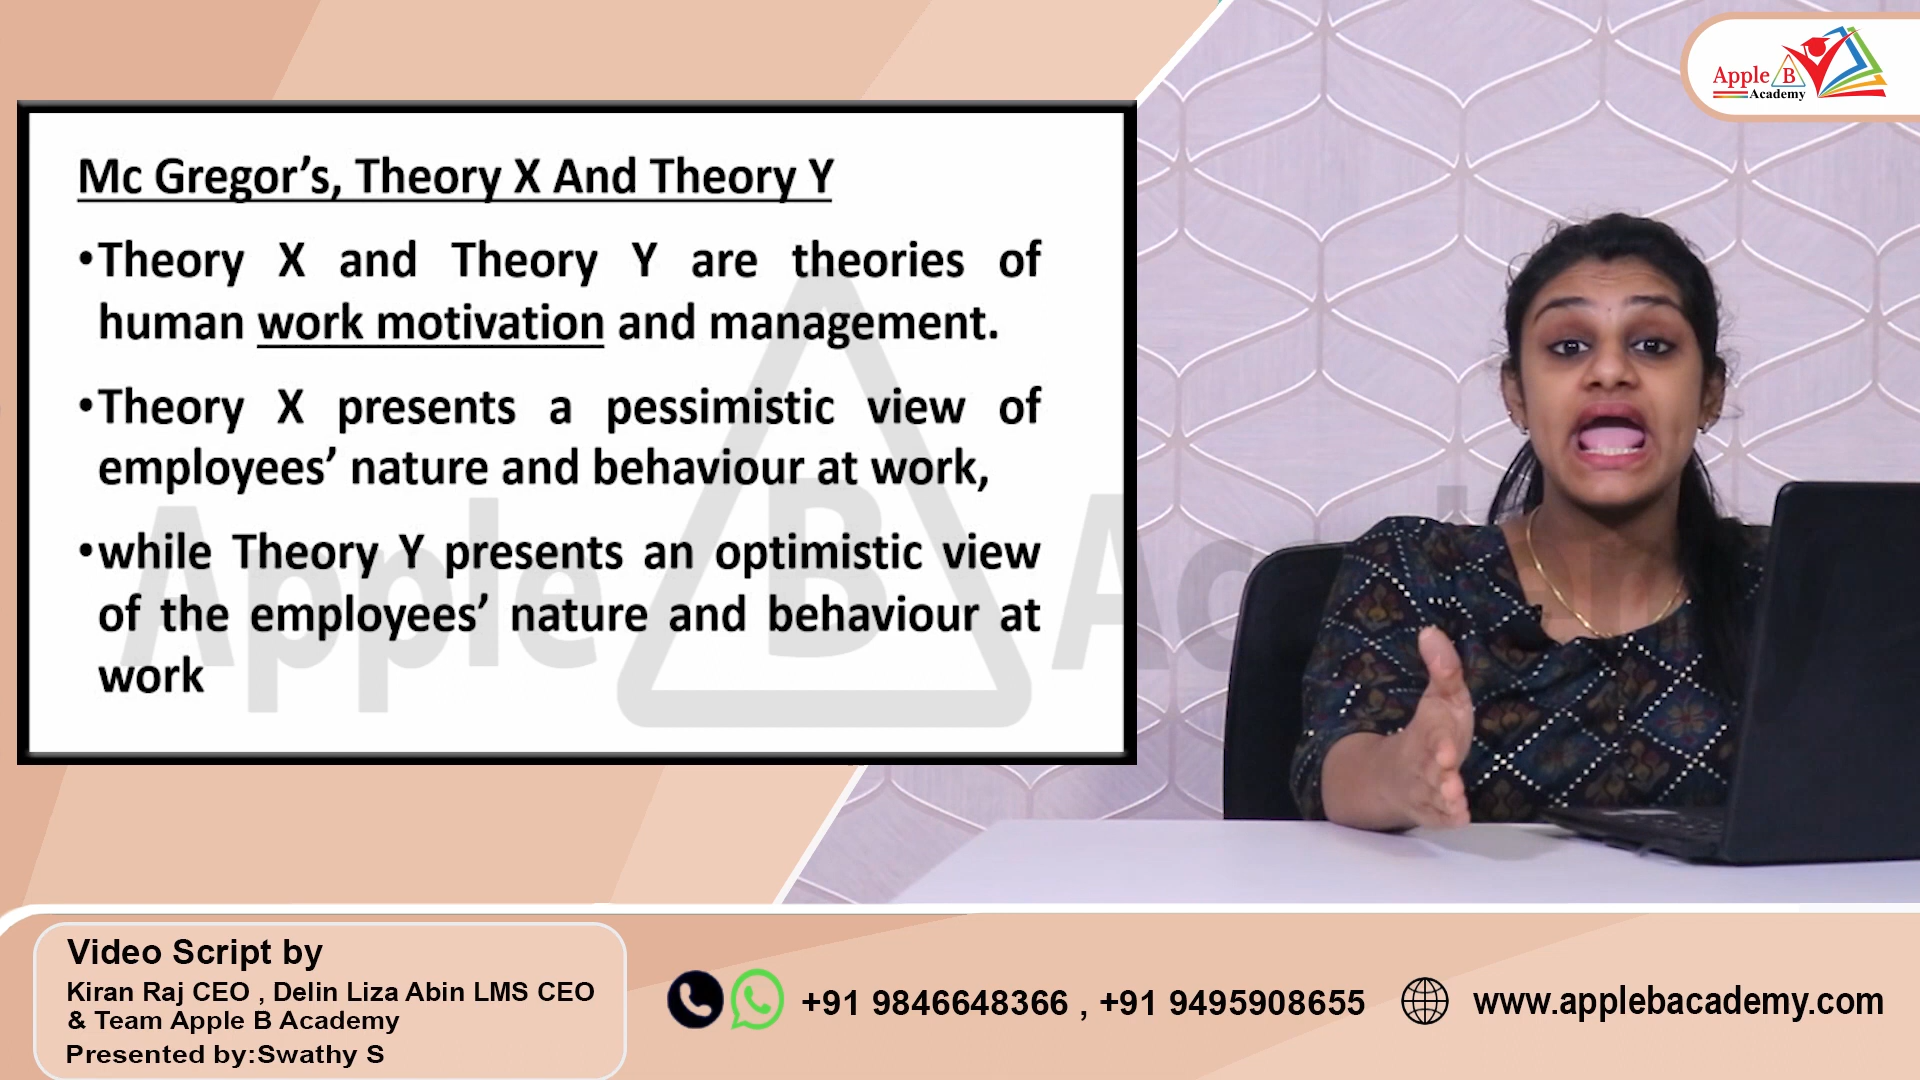 Apple B
Academy
Mc Gregor’s, Theory X And Theory Y
•Theory X and Theory Y are theories of
human work motivation and management.
•Theory X presents a pessimistic view of
employees’ nature and behaviour at work,
•while Theory Y presents an optimistic view
of the employees’ nature and behaviour at
work
Apple B Academy
Video Script by
Kiran Raj CEO , Delin Liza Abin LMS CEO
& Team Apple B Academy
Presented by:Swathy S
+91 9846648366 , +91 9495908655
www.applebacademy.com